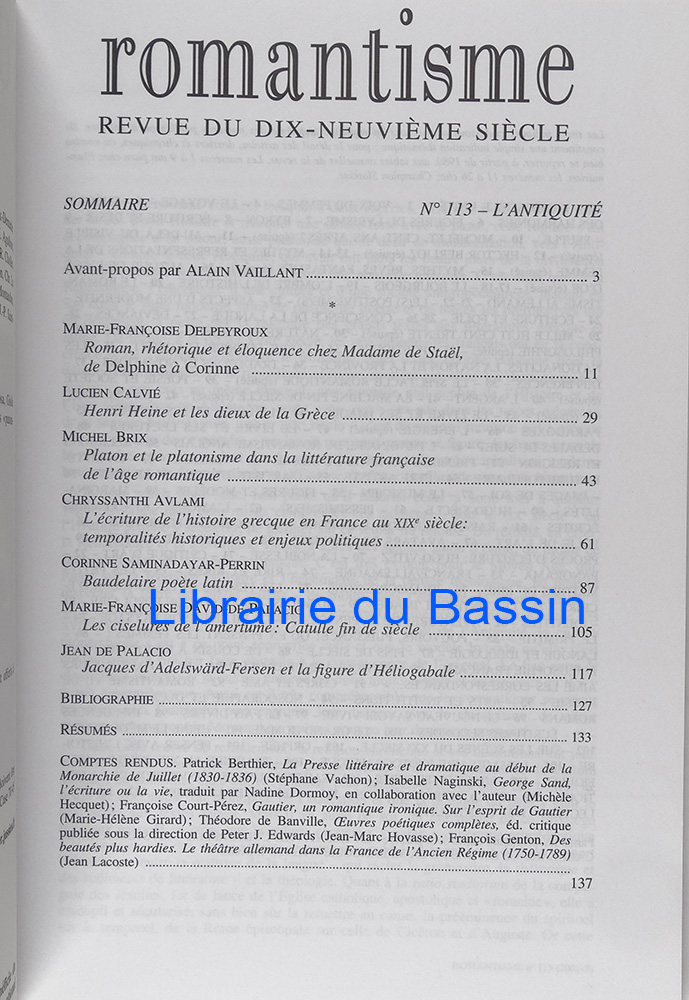 romantisme
REVUE DU DIX-NEUVIÈME SIÈCLE
SOMMAIRE N° 113 – L'ANTIQUITÉ
Avant-propos par ALAIN VAILLANT 3
*
MARIE-FRANÇOISE DELPEYROUX
Roman, rhétorique et éloquence chez Madame de Staël,
de Delphine à Corinne 11
LUCIEN CALVIÉ
Henri Heine et les dieux de la Grèce 29
MICHEL BRIX
Platon et le platonisme dans la littérature française
de l'âge romantique 43
CHRYSSANTHI AVLAMI
L'écriture de l'histoire grecque en France au XIXe siècle:
temporalités historiques et enjeux politiques 61
CORINNE SAMINADAYAR-PERRIN
Baudelaire poète latin 87
MARIE-FRANÇOISE DAVID DE PALACIO
Librairie du Bassin
Les ciselures de l'amertume: Catulle fin de siècle 105
JEAN DE PALACIO
Jacques d'Adelswärd-Fersen et la figure d'Héliogabale 117
BIBLIOGRAPHIE 127
RÉSUMÉS 133
COMPTES RENDUS. Patrick Berthier, La Presse littéraire et dramatique au début de la
Monarchie de Juillet (1830-1836) (Stéphane Vachon); Isabelle Naginski, George Sand,
l'écriture ou la vie, traduit par Nadine Dormoy, en collaboration avec l'auteur (Michèle
Hecquet); Françoise Court-Pérez, Gautier, un romantique ironique. Sur l'esprit de Gautier
(Marie-Hélène Girard); Théodore de Banville, Œuvres poétiques complètes, éd. critique
publiée sous la direction de Peter J. Edwards (Jean-Marc Hovasse); François Genton, Des
beautés plus hardies. Le théâtre allemand dans la France de l'Ancien Régime (1750-1789)
(Jean Lacoste)
137